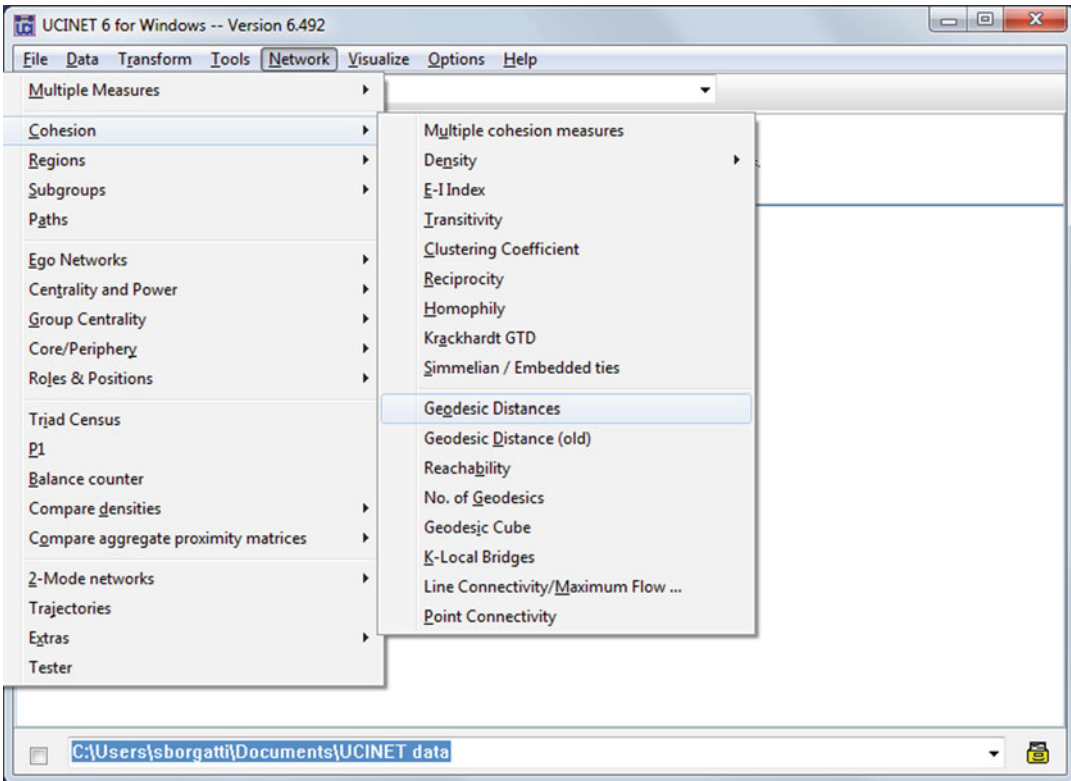 UCINET 6 for Windows -- Version 6.492
File Data Transform Tools Network Visualize Options Help
Multiple Measures
Cohesion
Regions
Subgroups
Paths
Ego Networks
Centrality and Power
Group Centrality
Core/Periphery
Roles & Positions
Triad Census
P1
Balance counter
Compare densities
Compare aggregate proximity matrices
2-Mode networks
Trajectories
Extras
Tester
Multiple cohesion measures
Density
E-I Index
Transitivity
Clustering Coefficient
Reciprocity
Homophily
Krackhardt GTD
Simmelian / Embedded ties
Geodesic Distances
Geodesic Distance (old)
Reachability
No. of Geodesics
Geodesic Cube
K-Local Bridges
Line Connectivity/Maximum Flow ...
Point Connectivity
C:\Users\sborgatti\Documents\UCINET data